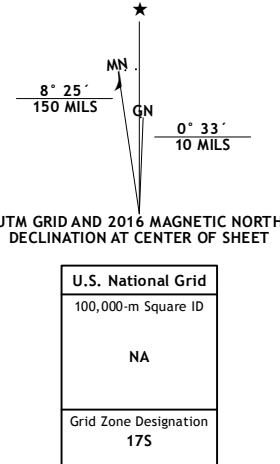 MN
GN
8° 25´
150 MILS
0° 33´
10 MILS
UTM GRID AND 2016 MAGNETIC NORTH
DECLINATION AT CENTER OF SHEET
U.S. National Grid
100,000-m Square ID
NA
Grid Zone Designation
17S